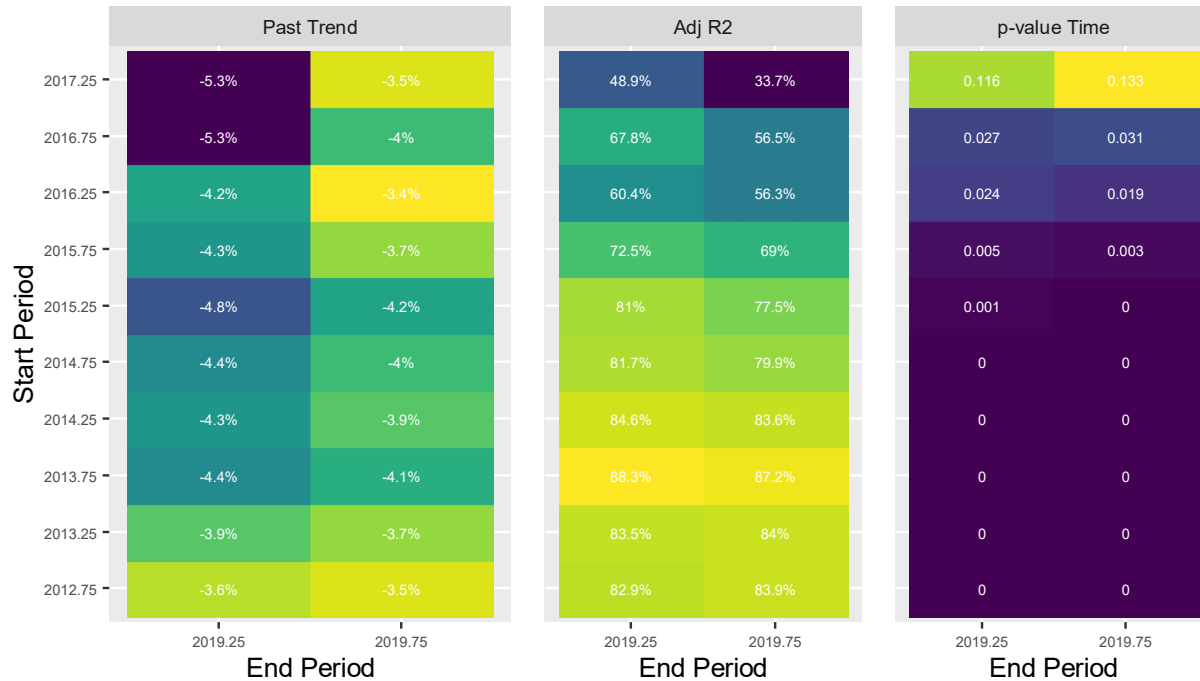 Past Trend Adj R2 p-value Time
Start Period
2017.25 -5.3% -3.5% 48.9% 33.7% 0.116 0.133
2016.75 -5.3% -4% 67.8% 56.5% 0.027 0.031
2016.25 -4.2% -3.4% 60.4% 56.3% 0.024 0.019
2015.75 -4.3% -3.7% 72.5% 69% 0.005 0.003
2015.25 -4.8% -4.2% 81% 77.5% 0.001 0
2014.75 -4.4% -4% 81.7% 79.9% 0 0
2014.25 -4.3% -3.9% 84.6% 83.6% 0 0
2013.75 -4.4% -4.1% 88.3% 87.2% 0 0
2013.25 -3.9% -3.7% 83.5% 84% 0 0
2012.75 -3.6% -3.5% 82.9% 83.9% 0 0
2019.25 2019.75 2019.25 2019.75 2019.25 2019.75
End Period End Period End Period